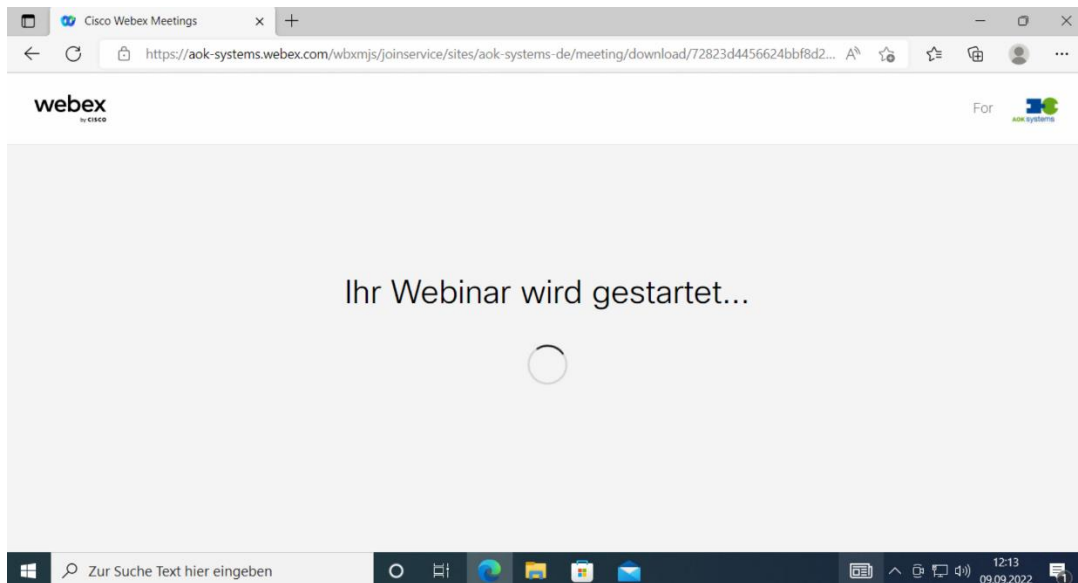 Cisco Webex Meetings
https://aok-systems.webex.com/wbxmjs/joinservice/sites/aok-systems-de/meeting/download/72823d4456624bbf8d2...
webex
by CISCO
For
AOK systems
Ihr Webinar wird gestartet...
Zur Suche Text hier eingeben
12:13
09.09.2022
1